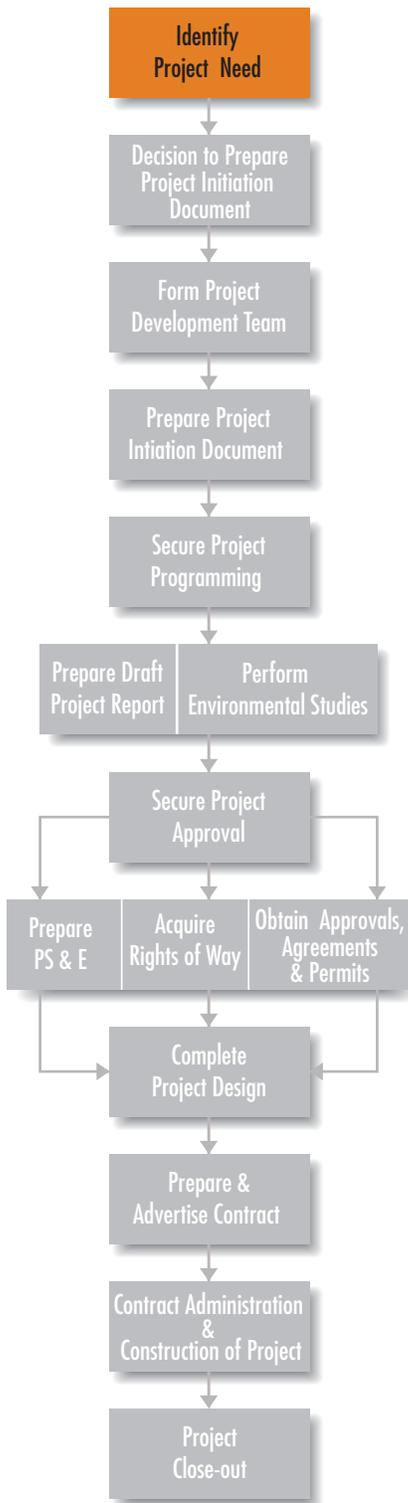 Identify
Project Need
Decision to Prepare
Project Initiation
Document
Form Project
Development Team
Prepare Project
Intiation Document
Secure Project
Programming
Prepare Draft
Project Report
Perform
Environmental Studies
Secure Project
Approval
Prepare
PS & E
Acquire
Rights of Way
Obtain Approvals,
Agreements
& Permits
Complete
Project Design
Prepare &
Advertise Contract
Contract Administration
&
Construction of Project
Project
Close-out